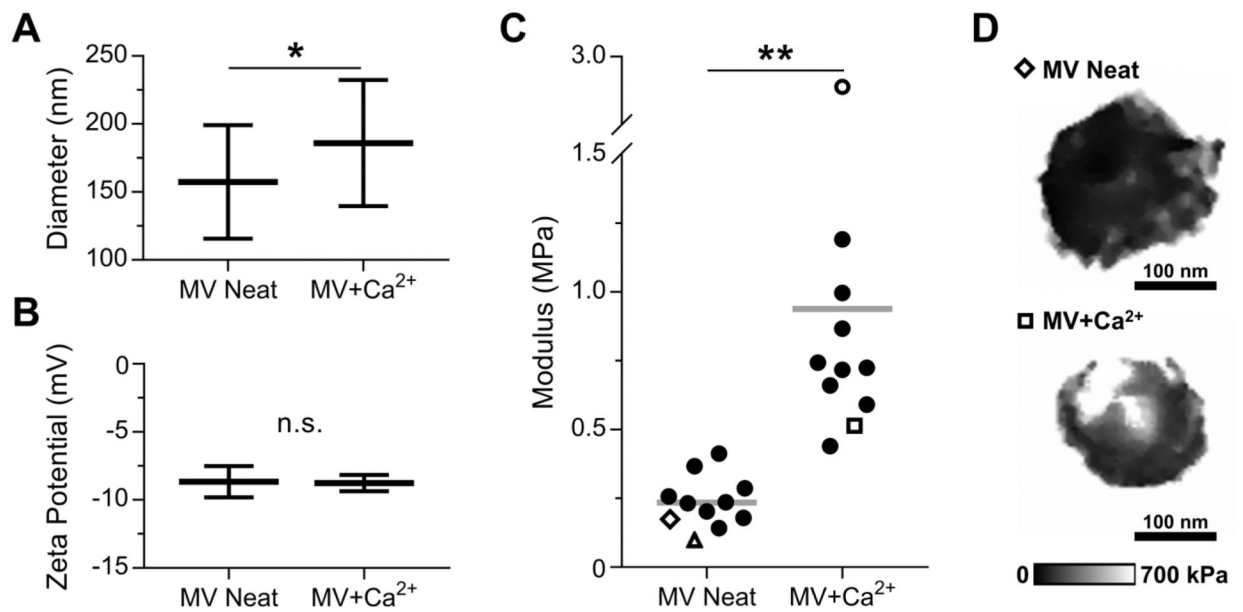 A
Diameter (nm)
250
200
150
100
*
MV Neat
MV+Ca²⁺
B
Zeta Potential (mV)
0
-5
-10
-15
n.s.
MV Neat
MV+Ca²⁺
C
Modulus (MPa)
3.0
1.5
1.0
0.5
0
**
MV Neat
MV+Ca²⁺
D
MV Neat
100 nm
MV+Ca²⁺
100 nm
0 700 kPa